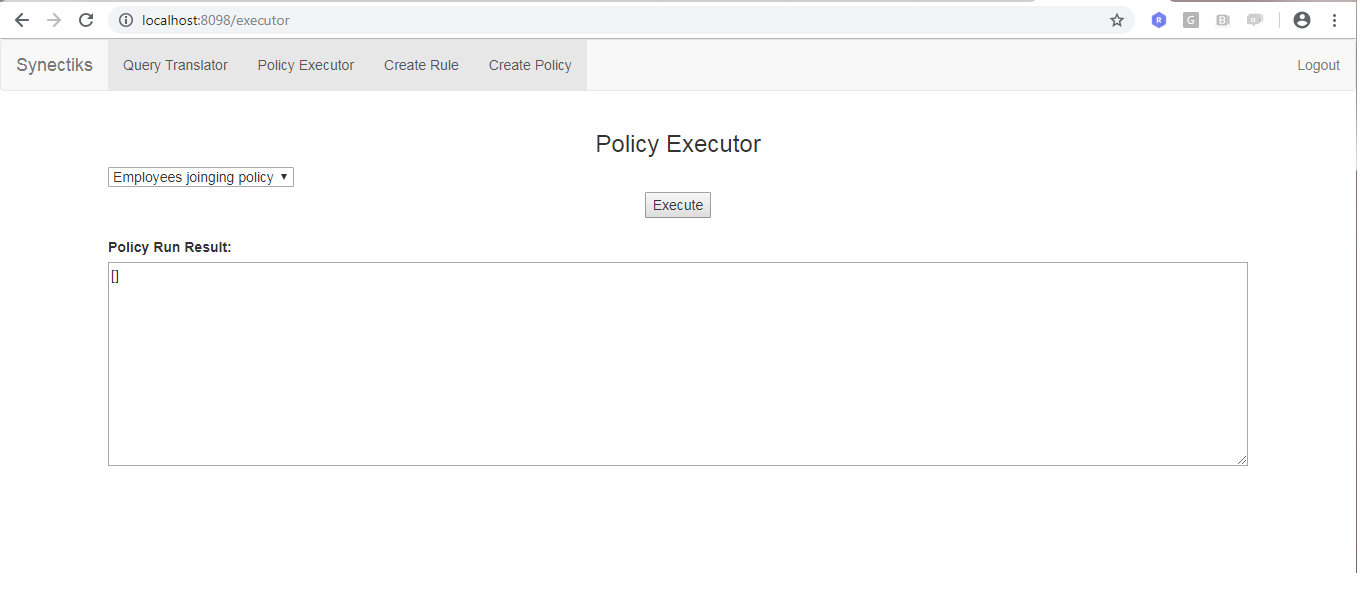 localhost:8098/executor
Synectiks Query Translator Policy Executor Create Rule Create Policy Logout
Policy Executor
Employees joinging policy
Execute
Policy Run Result:
[]